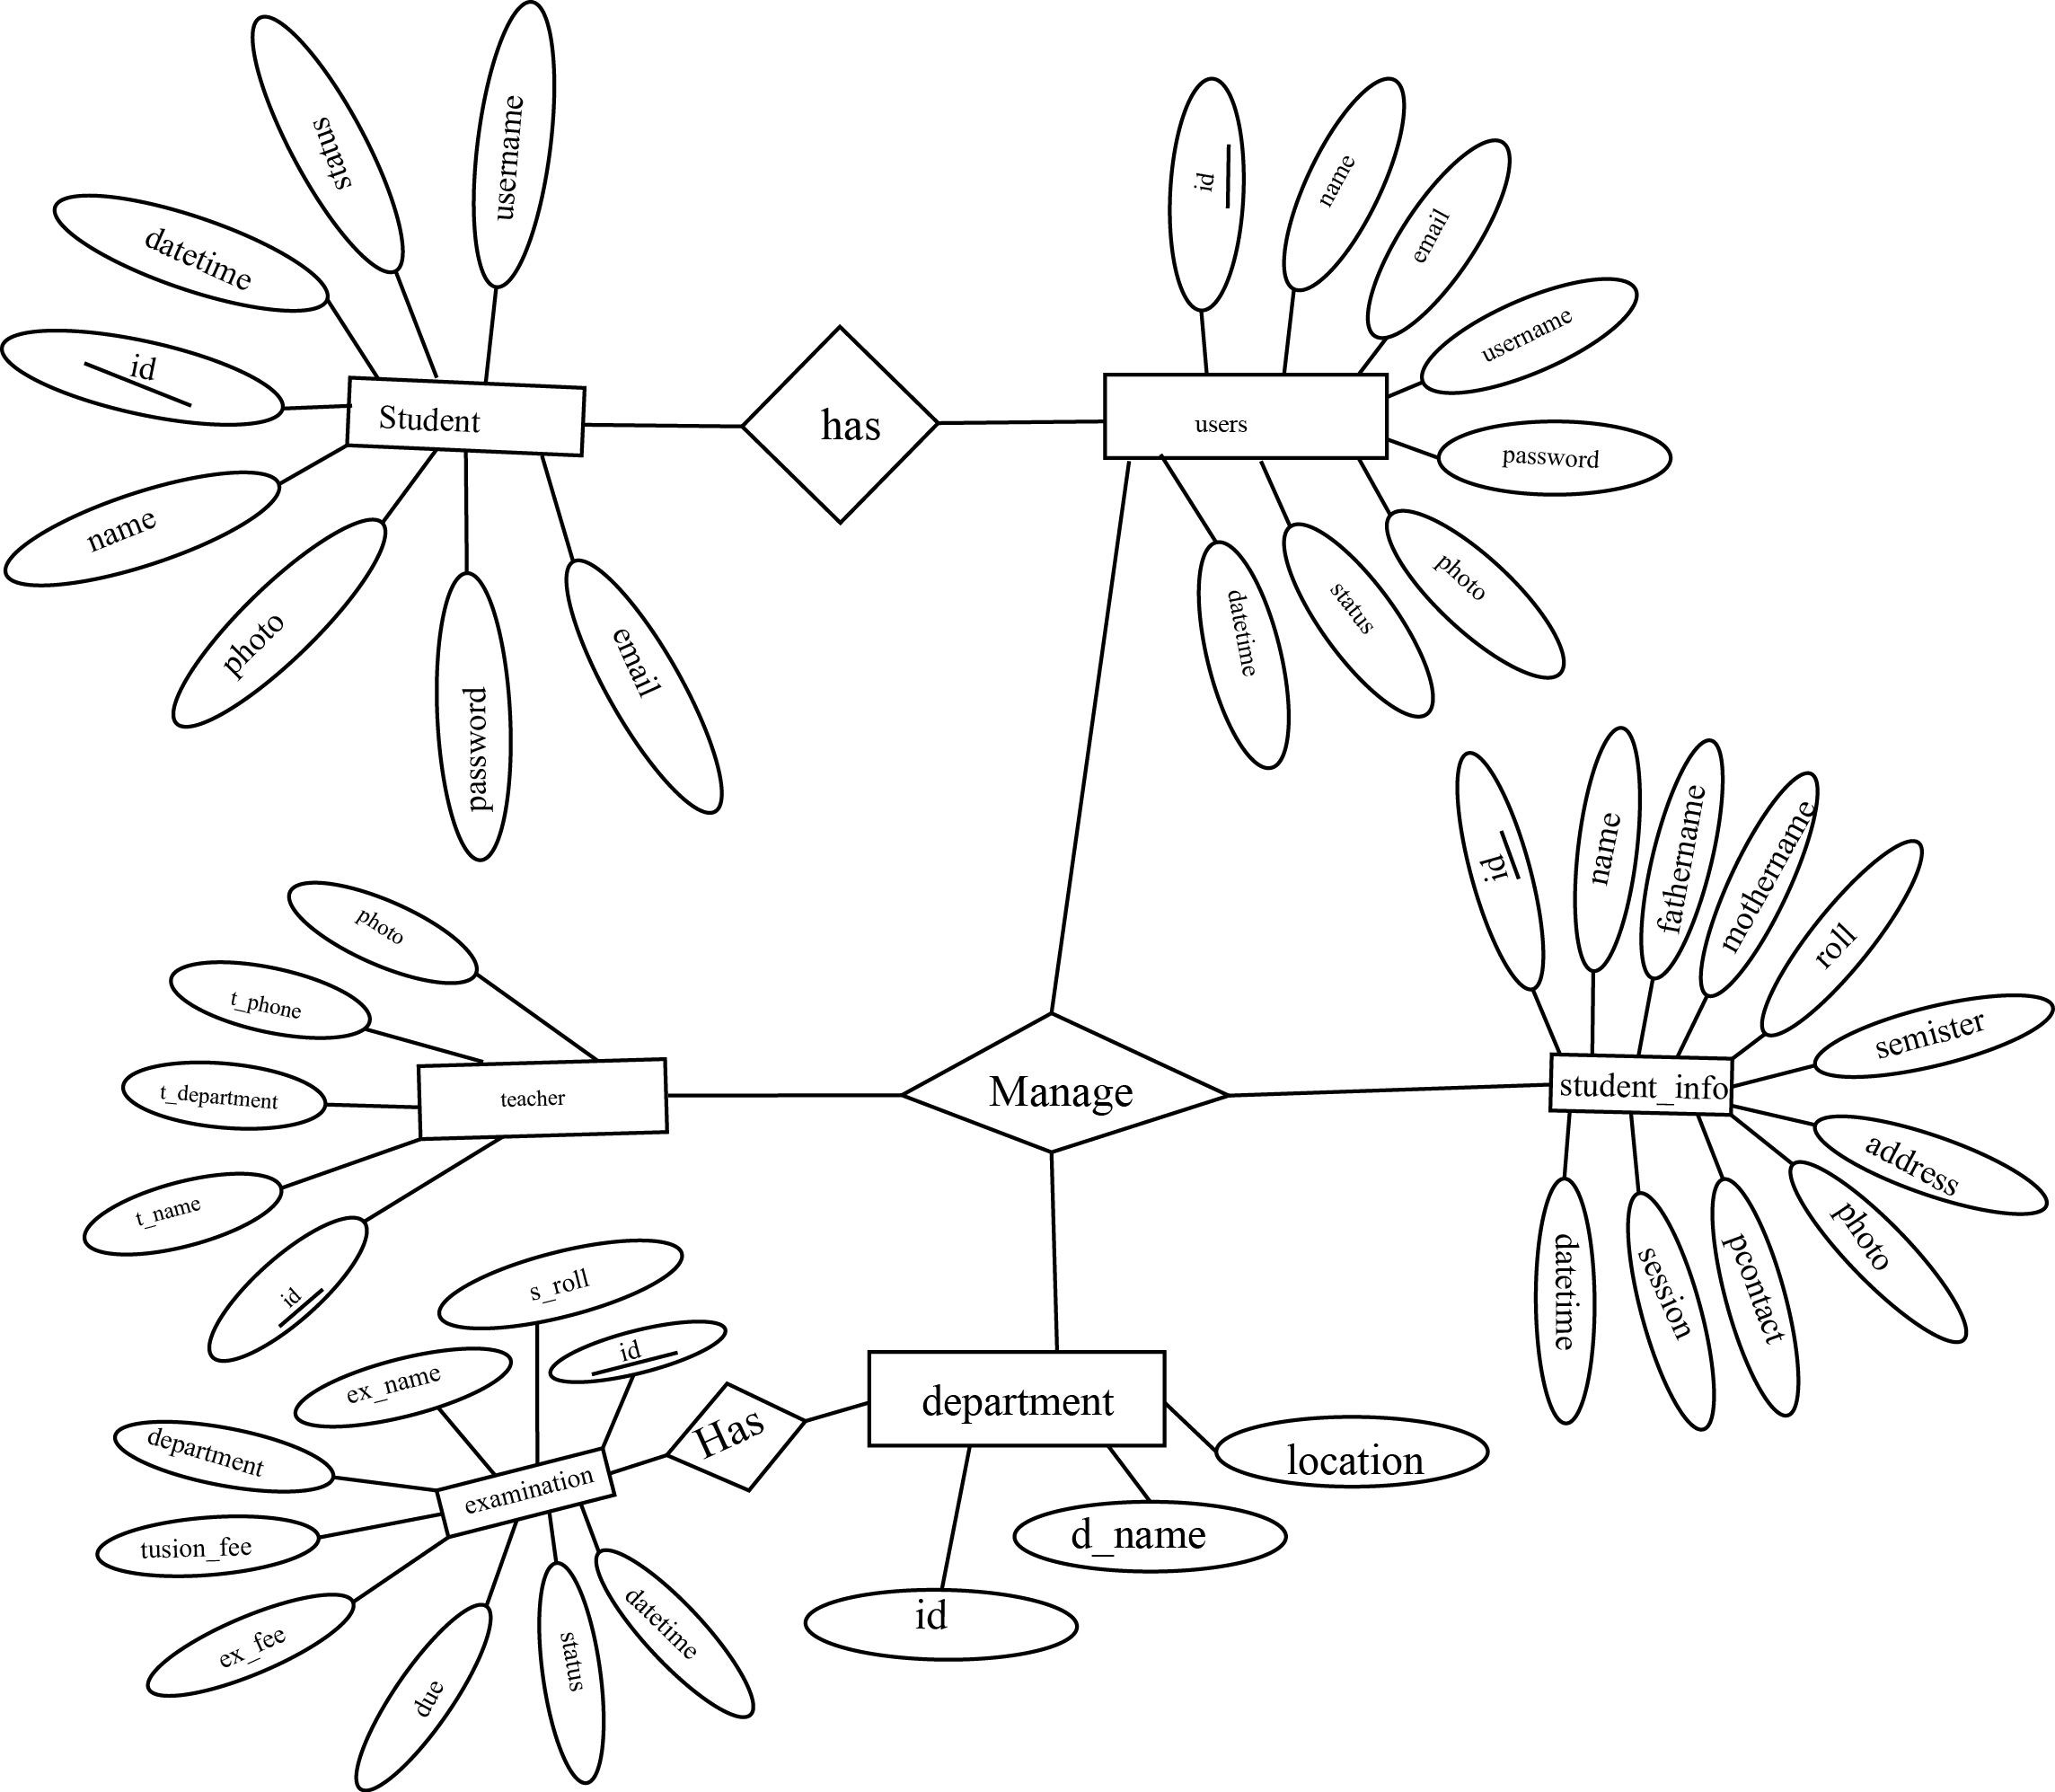 status
username
datetime
id
Student
name
photo
password
email
has
id
name
email
username
users
password
photo
status
datetime
photo
t_phone
t_department
teacher
t_name
id
Manage
id
name
fathername
mothername
roll
semister
student_info
address
photo
pcontact
session
datetime
s_roll
id
ex_name
department
examination
tusion_fee
ex_fee
due
status
datetime
Has
department
location
d_name
id